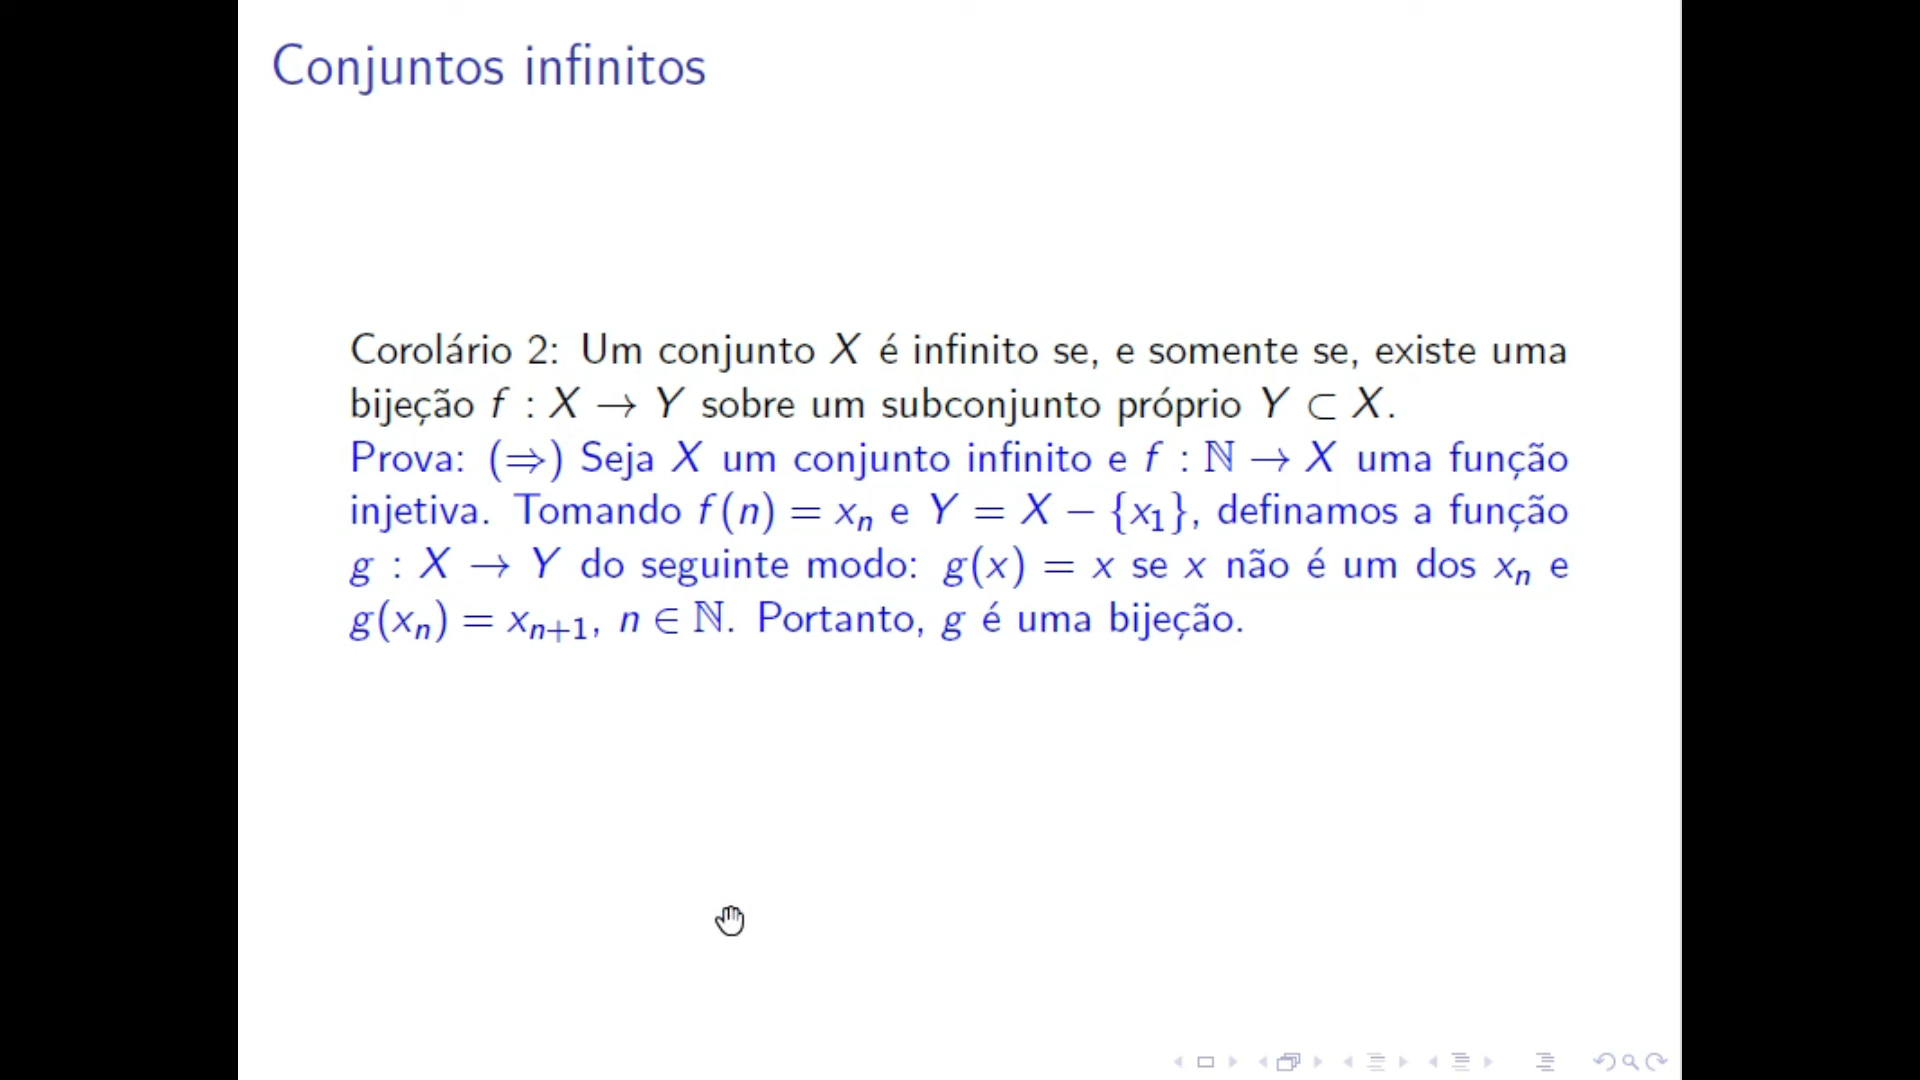 Conjuntos infinitos
Corolário 2: Um conjunto X é infinito se, e somente se, existe uma
bijeção f : X → Y sobre um subconjunto próprio Y ⊂ X.
Prova: (⇒) Seja X um conjunto infinito e f : ℕ → X uma função
injetiva. Tomando f(n) = xₙ e Y = X − {x₁}, definamos a função
g : X → Y do seguinte modo: g(x) = x se x não é um dos xₙ e
g(xₙ) = xₙ₊₁, n ∈ ℕ. Portanto, g é uma bijeção.